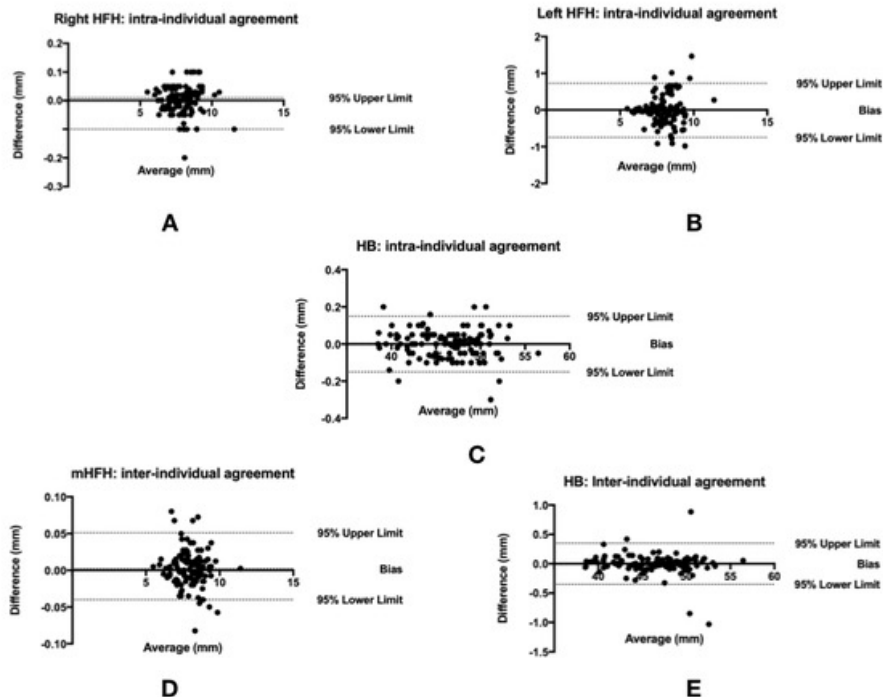 Right HFH: intra-individual agreement
0.2
0.1
0.0
-0.1
-0.2
-0.3
5
10
15
Difference (mm)
Average (mm)
95% Upper Limit
95% Lower Limit
A
Left HFH: intra-individual agreement
2
1
0
-1
-2
5
10
15
Difference (mm)
Average (mm)
95% Upper Limit
Bias
95% Lower Limit
B
HB: intra-individual agreement
0.4
0.2
0.0
-0.2
-0.4
40
45
50
55
60
Difference (mm)
Average (mm)
95% Upper Limit
Bias
95% Lower Limit
C
mHFH: inter-individual agreement
0.10
0.05
0.00
-0.05
-0.10
5
10
15
Difference (mm)
Average (mm)
95% Upper Limit
Bias
95% Lower Limit
D
HB: Inter-individual agreement
1.0
0.5
0.0
-0.5
-1.0
-1.5
40
45
50
55
60
Difference (mm)
Average (mm)
95% Upper Limit
Bias
95% Lower Limit
E